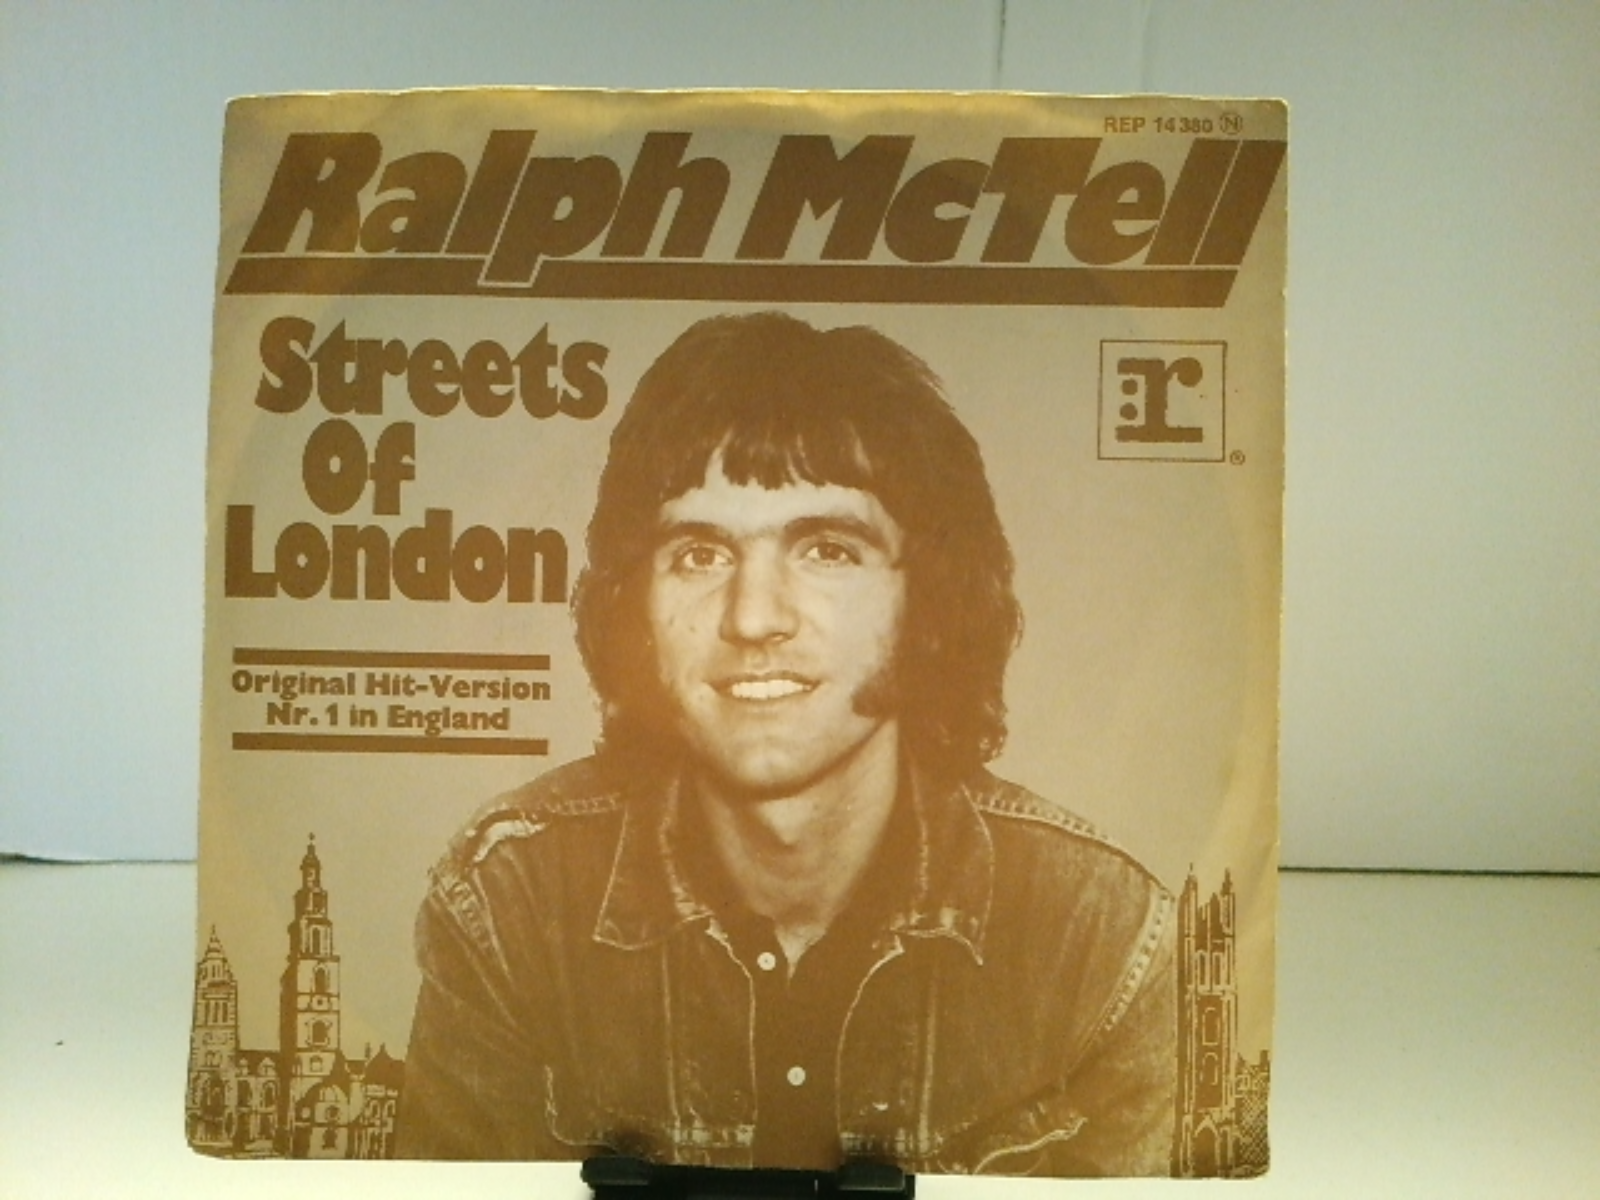 REP 14 380 Ⓝ
Ralph McTell
Streets
Of
London
:r
®
Original Hit-Version
Nr. 1 in England